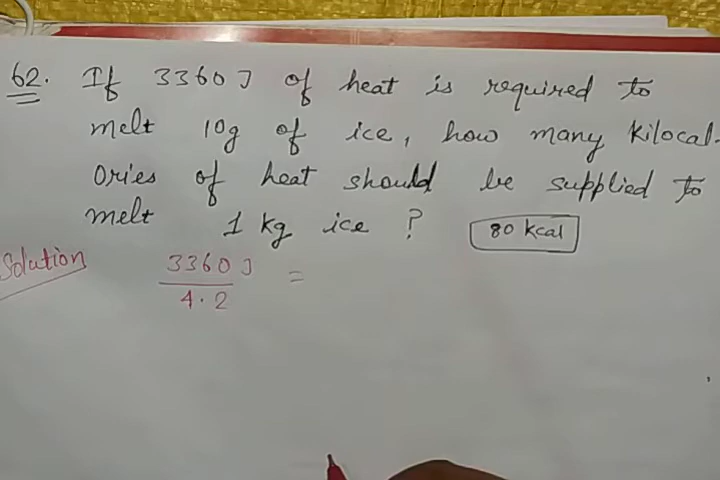 62. If 3360 J of heat is required to
melt 10g of ice, how many kilocal-
ories of heat should be supplied to
melt 1 kg ice ? 80 kcal
Solution 3360 J =
4.2